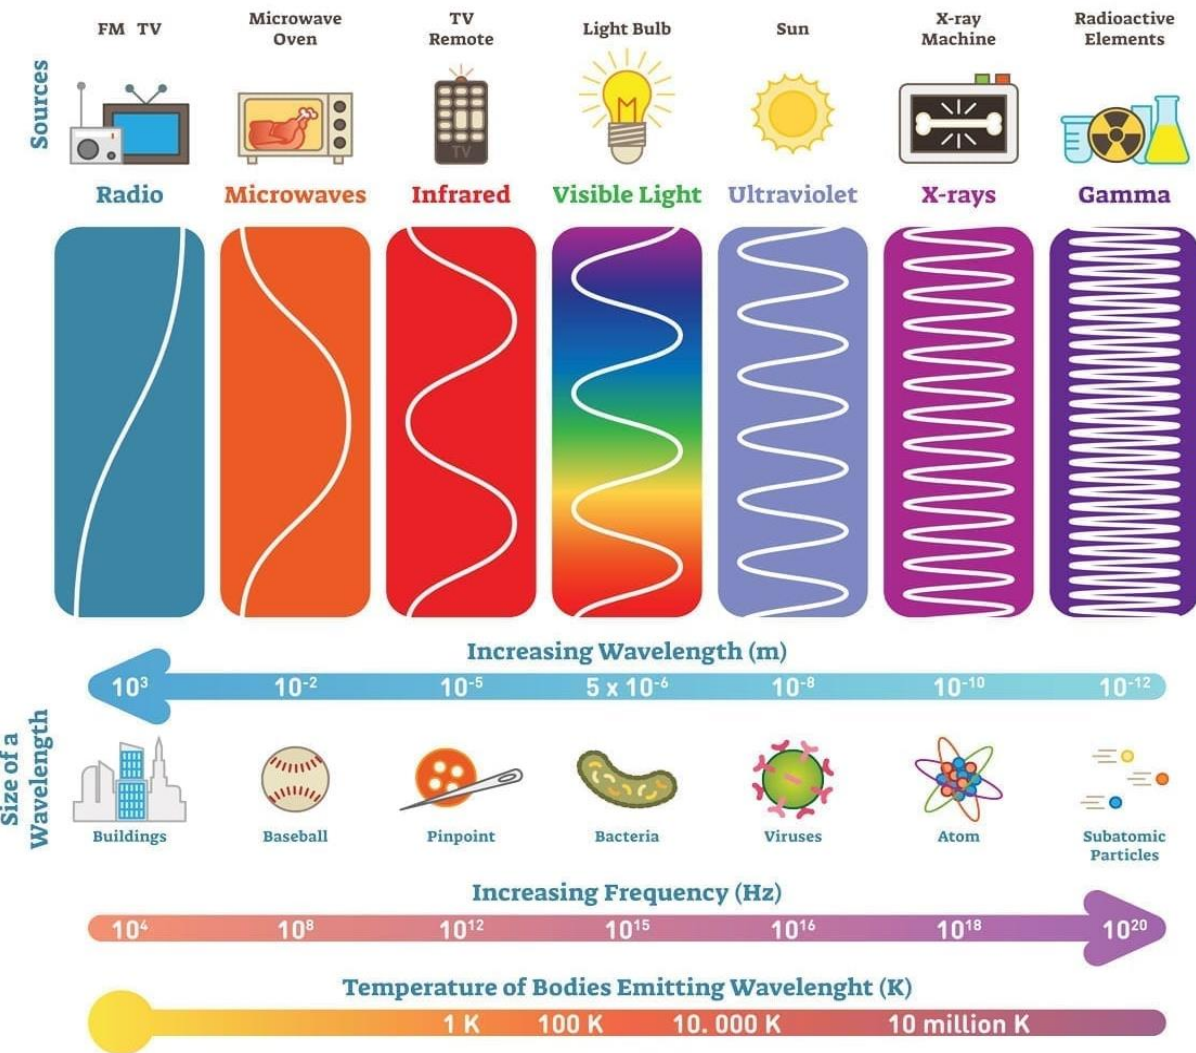 FM TV
Microwave
Oven
TV
Remote
Light Bulb
Sun
X-ray
Machine
Radioactive
Elements
Sources
TV
Radio
Microwaves
Infrared
Visible Light
Ultraviolet
X-rays
Gamma
Increasing Wavelength (m)
10³ 10⁻² 10⁻⁵ 5 x 10⁻⁶ 10⁻⁸ 10⁻¹⁰ 10⁻¹²
Size of a
Wavelength
Buildings
Baseball
Pinpoint
Bacteria
Viruses
Atom
Subatomic
Particles
Increasing Frequency (Hz)
10⁴ 10⁸ 10¹² 10¹⁵ 10¹⁶ 10¹⁸ 10²⁰
Temperature of Bodies Emitting Wavelenght (K)
1 K 100 K 10. 000 K 10 million K